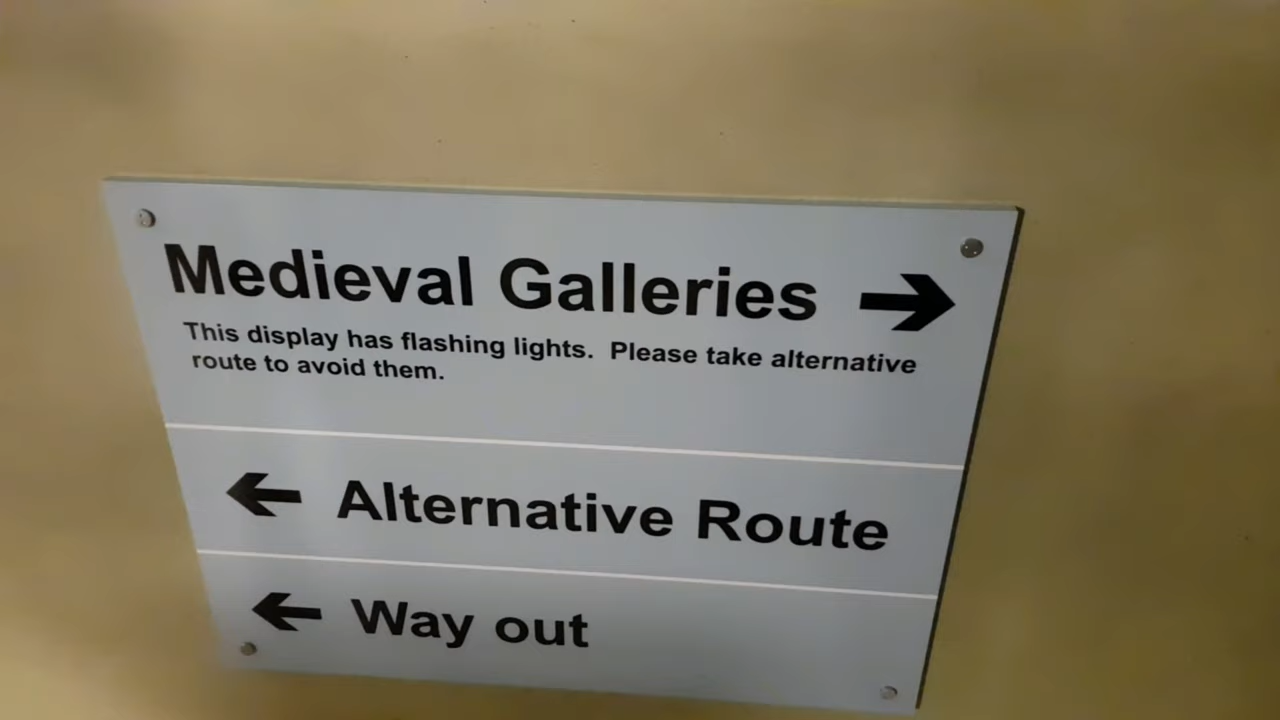 Medieval Galleries →
This display has flashing lights. Please take alternative
route to avoid them.
← Alternative Route
← Way out